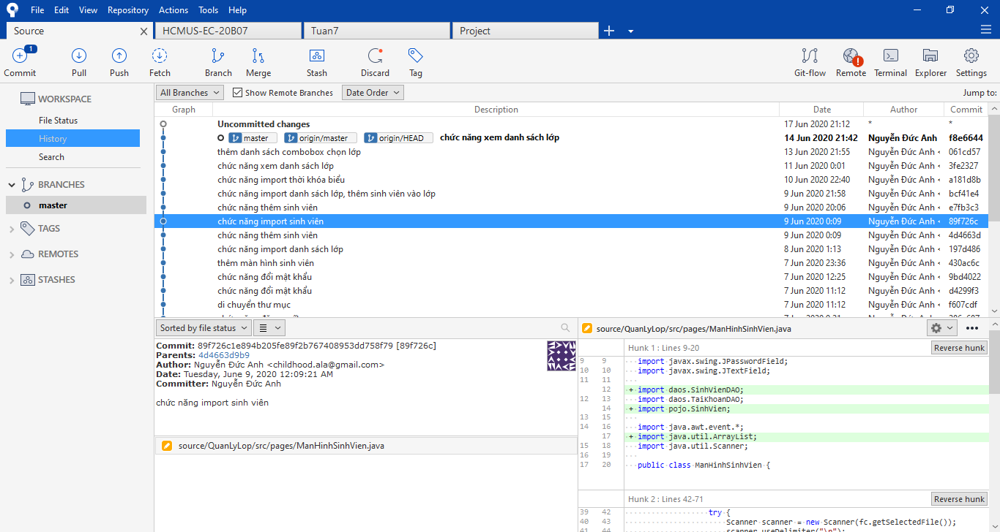 File Edit View Repository Actions Tools Help
Source HCMUS-EC-20B07 Tuan7 Project
1
Commit Pull Push Fetch Branch Merge Stash Discard Tag Git-flow Remote Terminal Explorer Settings
WORKSPACE
File Status
History
Search
BRANCHES
master
TAGS
REMOTES
STASHES
All Branches Show Remote Branches Date Order Jump to:
Graph Description Date Author Commit
Uncommitted changes 17 Jun 2020 21:12 * *
master origin/master origin/HEAD chức năng xem danh sách lớp 14 Jun 2020 21:42 Nguyễn Đức Anh f8e6644
thêm danh sách combobox chọn lớp 13 Jun 2020 21:55 Nguyễn Đức Anh < 061cd57
chức năng xem danh sách lớp 11 Jun 2020 0:01 Nguyễn Đức Anh < 3fe2327
chức năng import thời khóa biểu 10 Jun 2020 22:40 Nguyễn Đức Anh < a181d8b
chức năng import danh sách lớp, thêm sinh viên vào lớp 9 Jun 2020 21:58 Nguyễn Đức Anh < bcf41e4
chức năng thêm sinh viên 9 Jun 2020 20:06 Nguyễn Đức Anh < e7fb3c3
chức năng import sinh viên 9 Jun 2020 0:09 Nguyễn Đức Anh < 89f726c
chức năng thêm sinh viên 9 Jun 2020 0:09 Nguyễn Đức Anh < 4d4663d
chức năng import danh sách lớp 8 Jun 2020 1:13 Nguyễn Đức Anh < 197d486
thêm màn hình sinh viên 7 Jun 2020 23:36 Nguyễn Đức Anh < 430ac6c
chức năng đổi mật khẩu 7 Jun 2020 12:25 Nguyễn Đức Anh < 9bd4022
chức năng đổi mật khẩu 7 Jun 2020 11:12 Nguyễn Đức Anh < d4299f3
di chuyển thư mục 7 Jun 2020 11:12 Nguyễn Đức Anh < f607cdf
Sorted by file status
Commit: 89f726c1e894b205fe89f2b767408953dd758f79 [89f726c]
Parents: 4d4663d9b9
Author: Nguyễn Đức Anh <childhood.ala@gmail.com>
Date: Tuesday, June 9, 2020 12:09:21 AM
Committer: Nguyễn Đức Anh
chức năng import sinh viên
source/QuanLyLop/src/pages/ManHinhSinhVien.java
source/QuanLyLop/src/pages/ManHinhSinhVien.java
Hunk 1 : Lines 9-20 Reverse hunk
9 9 import javax.swing.JPasswordField;
10 10 import javax.swing.JTextField;
11 11
12 + import daos.SinhVienDAO;
12 13 import daos.TaiKhoanDAO;
14 + import pojo.SinhVien;
13 15
14 16 import java.awt.event.*;
17 + import java.util.ArrayList;
15 18 import java.util.Scanner;
16 19
17 20 public class ManHinhSinhVien {
Hunk 2 : Lines 42-71 Reverse hunk
39 42 try {
40 43 Scanner scanner = new Scanner(fc.getSelectedFile());
41 44 scanner.useDelimiter("\n");